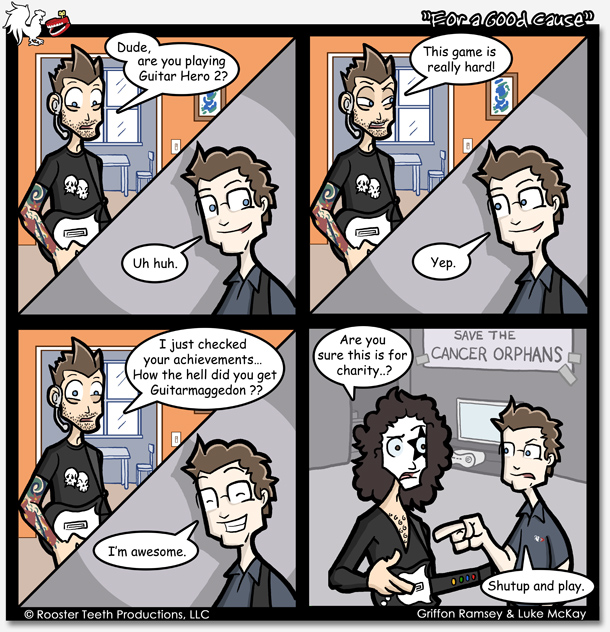 "For a Good Cause"
Dude,
are you playing
Guitar Hero 2?
Uh huh.
This game is
really hard!
Yep.
I just checked
your achievements...
How the hell did you get
Guitarmaggedon ??
I'm awesome.
Are you
sure this is for
charity..?
SAVE THE
CANCER ORPHANS
Shutup and play.
© Rooster Teeth Productions, LLC
Griffon Ramsey & Luke McKay